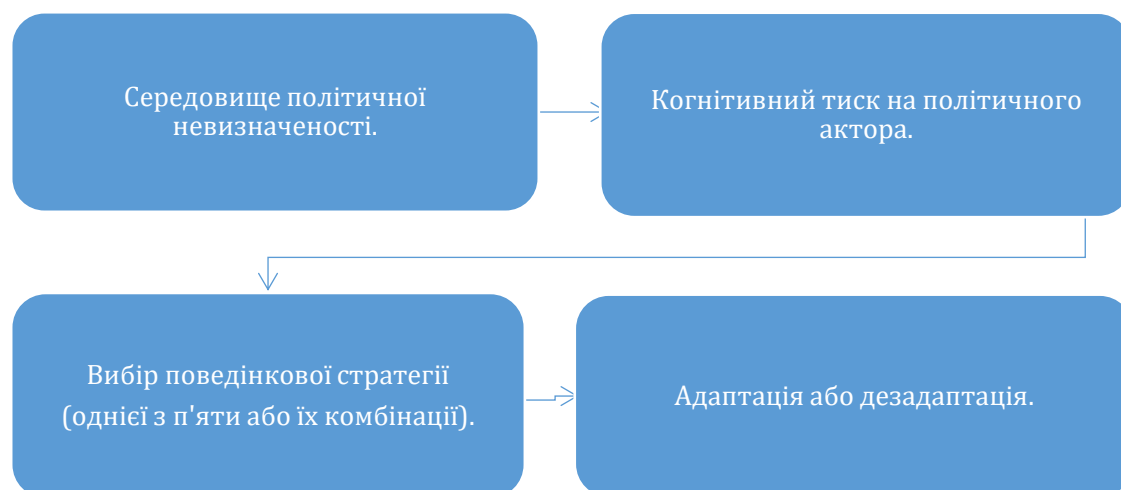 Середовище політичної
невизначеності.
Когнітивний тиск на політичного
актора.
Вибір поведінкової стратегії
(однієї з п'яти або їх комбінації).
Адаптація або дезадаптація.